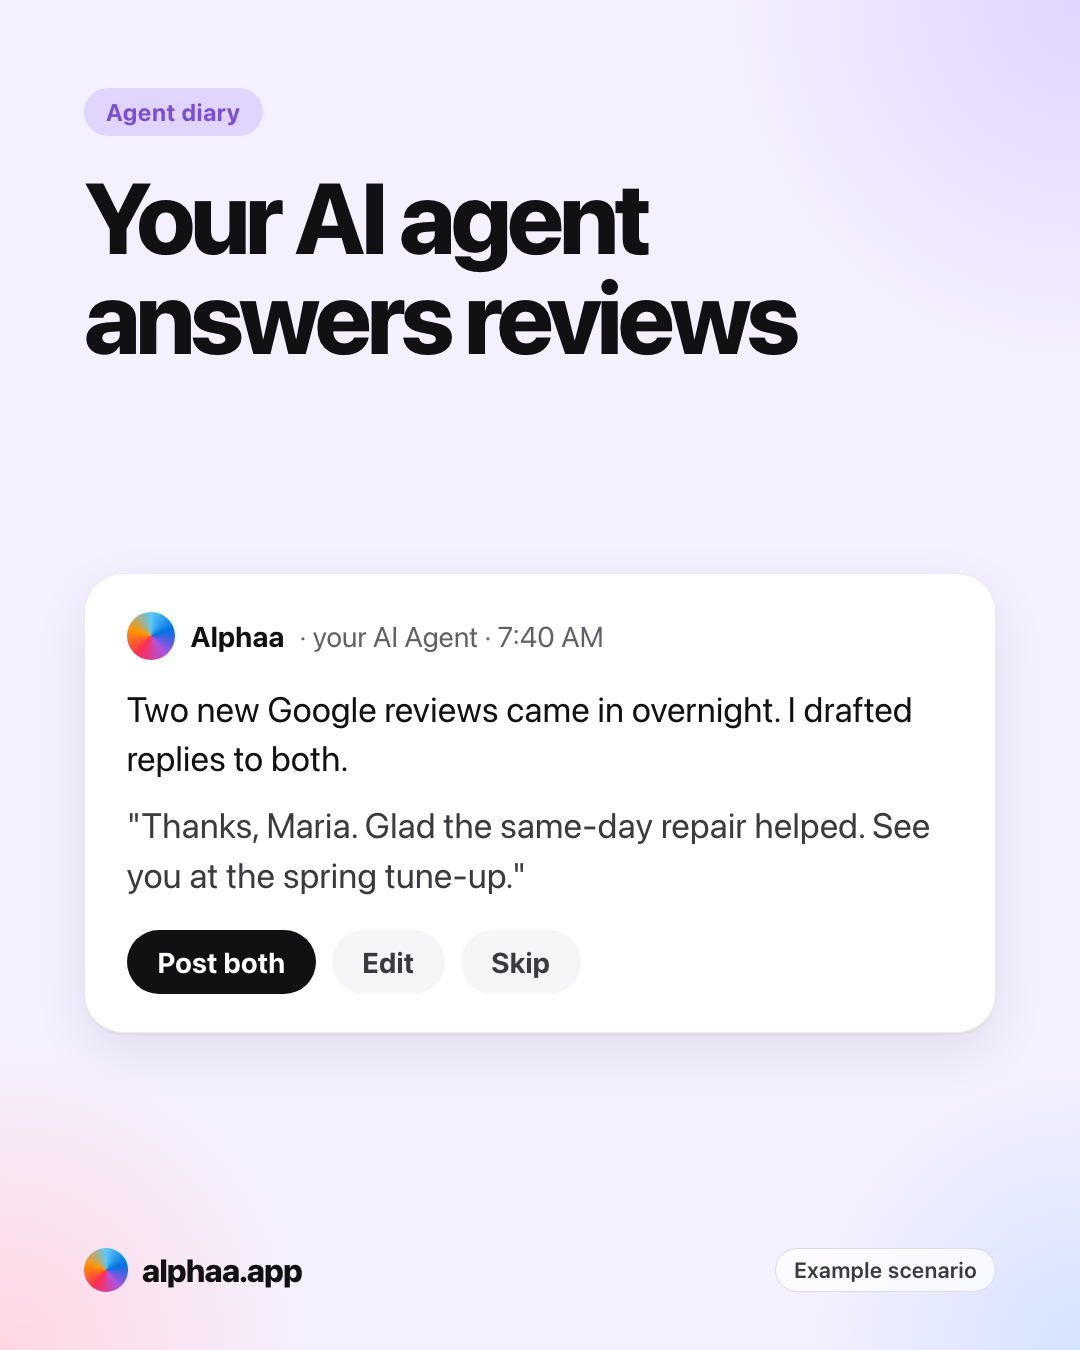 Agent diary
Your AI agent
answers reviews
Alphaa · your AI Agent · 7:40 AM
Two new Google reviews came in overnight. I drafted
replies to both.
"Thanks, Maria. Glad the same-day repair helped. See
you at the spring tune-up."
Post both Edit Skip
alphaa.app Example scenario